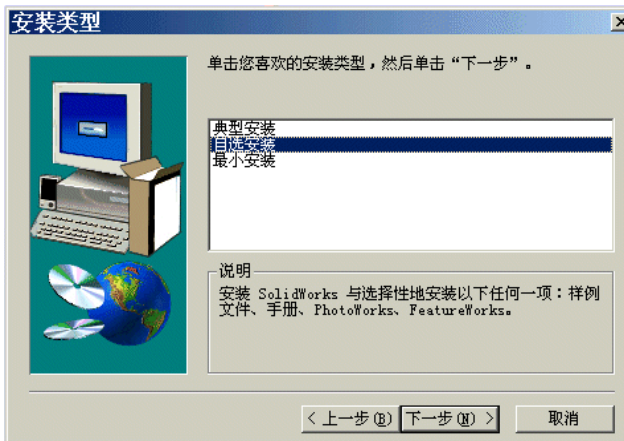 安装类型
单击您喜欢的安装类型，然后单击“下一步”。
典型安装
自选安装
最小安装
说明
安装 SolidWorks 与选择性地安装以下任何一项：样例
文件、手册、PhotoWorks、FeatureWorks。
< 上一步(B) 下一步(N) > 取消